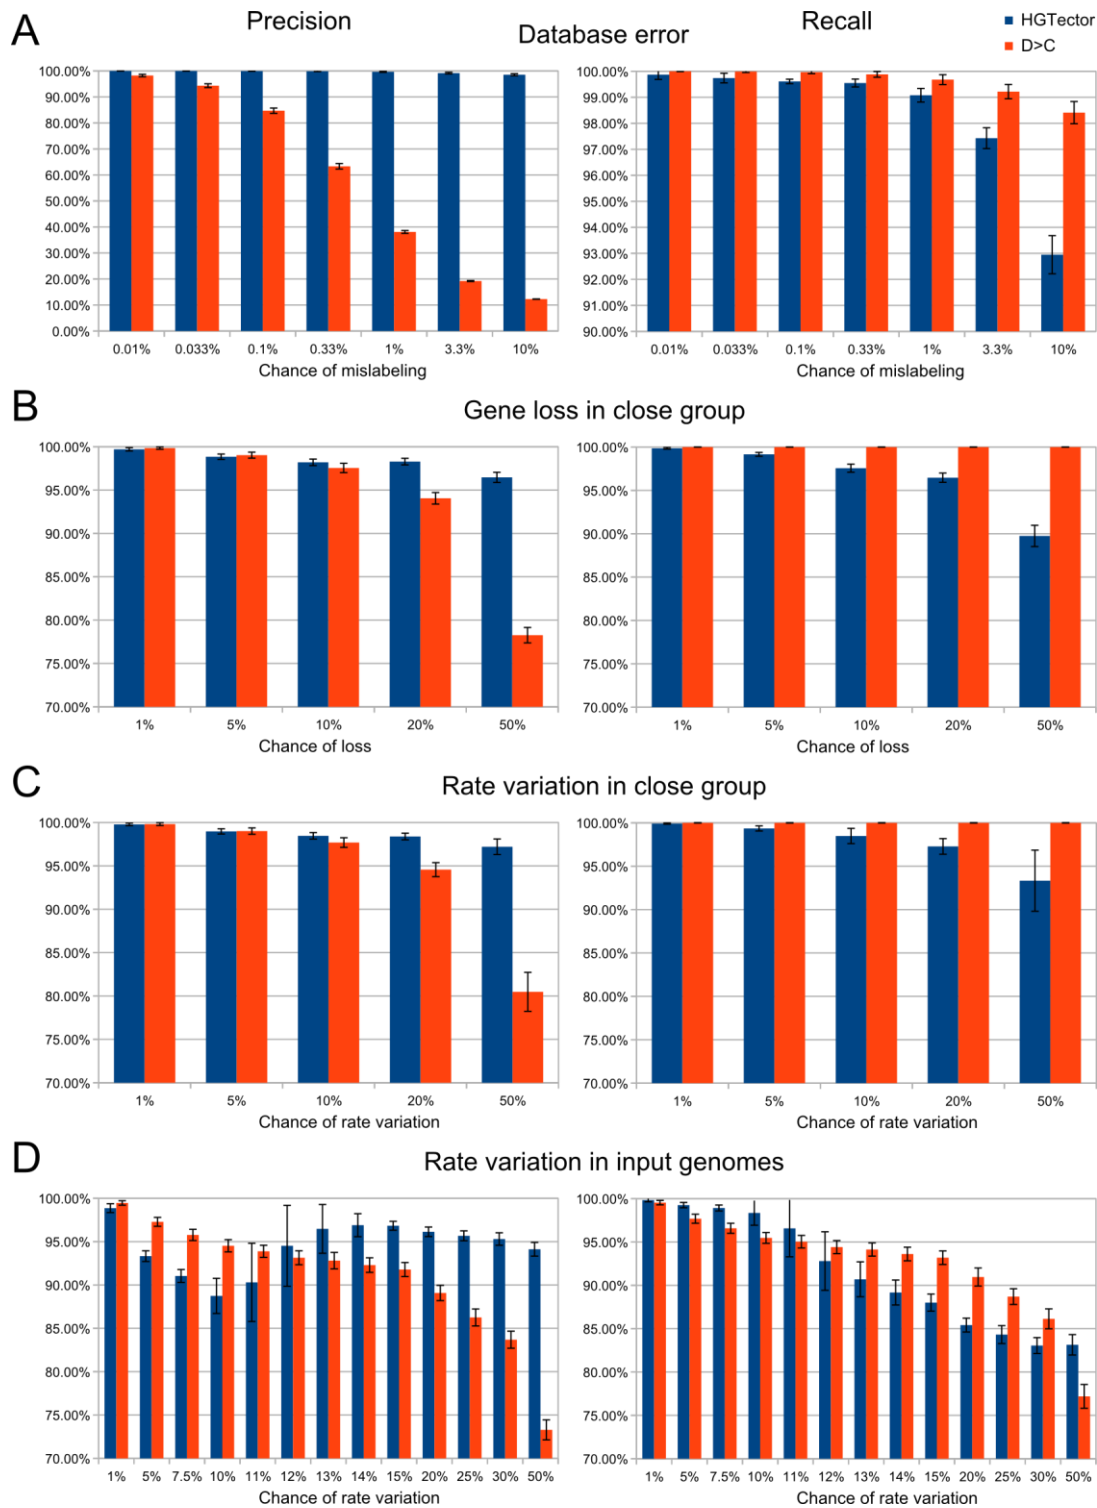 A
Precision
Database error
Recall
HGTector
D>C
100.00%
90.00%
80.00%
70.00%
60.00%
50.00%
40.00%
30.00%
20.00%
10.00%
0.00%
0.01% 0.033% 0.1% 0.33% 1% 3.3% 10%
Chance of mislabeling
100.00%
99.00%
98.00%
97.00%
96.00%
95.00%
94.00%
93.00%
92.00%
91.00%
90.00%
0.01% 0.033% 0.1% 0.33% 1% 3.3% 10%
Chance of mislabeling
B
Gene loss in close group
100.00%
95.00%
90.00%
85.00%
80.00%
75.00%
70.00%
1% 5% 10% 20% 50%
Chance of loss
100.00%
95.00%
90.00%
85.00%
80.00%
75.00%
70.00%
1% 5% 10% 20% 50%
Chance of loss
C
Rate variation in close group
100.00%
95.00%
90.00%
85.00%
80.00%
75.00%
70.00%
1% 5% 10% 20% 50%
Chance of rate variation
100.00%
95.00%
90.00%
85.00%
80.00%
75.00%
70.00%
1% 5% 10% 20% 50%
Chance of rate variation
D
Rate variation in input genomes
100.00%
95.00%
90.00%
85.00%
80.00%
75.00%
70.00%
1% 5% 7.5% 10% 11% 12% 13% 14% 15% 20% 25% 30% 50%
Chance of rate variation
100.00%
95.00%
90.00%
85.00%
80.00%
75.00%
70.00%
1% 5% 7.5% 10% 11% 12% 13% 14% 15% 20% 25% 30% 50%
Chance of rate variation